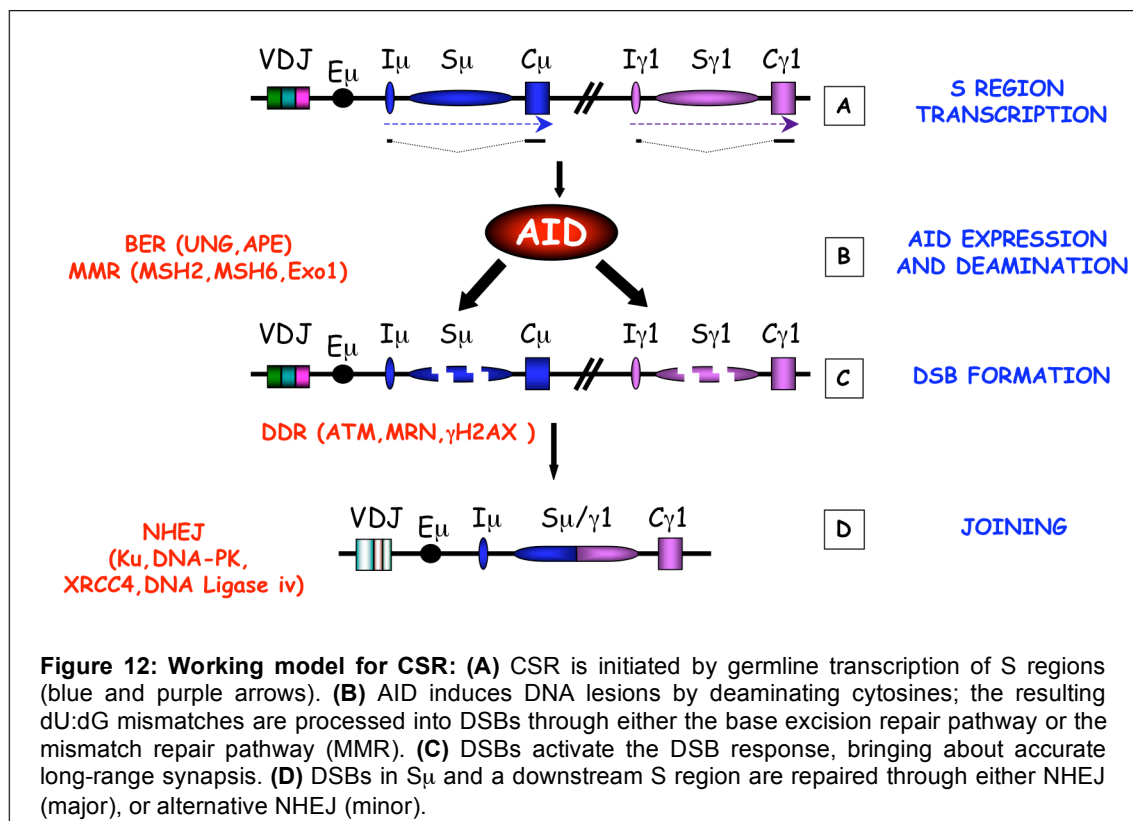 VDJ Eμ Iμ Sμ Cμ Iγ1 Sγ1 Cγ1
A
S REGION
TRANSCRIPTION
AID
BER (UNG,APE)
MMR (MSH2,MSH6,Exo1)
B
AID EXPRESSION
AND DEAMINATION
VDJ Eμ Iμ Sμ Cμ Iγ1 Sγ1 Cγ1
C
DSB FORMATION
DDR (ATM,MRN,γH2AX )
VDJ Eμ Iμ Sμ/γ1 Cγ1
D
JOINING
NHEJ
(Ku,DNA-PK,
XRCC4,DNA Ligase iv)
Figure 12: Working model for CSR: (A) CSR is initiated by germline transcription of S regions
(blue and purple arrows). (B) AID induces DNA lesions by deaminating cytosines; the resulting
dU:dG mismatches are processed into DSBs through either the base excision repair pathway or the
mismatch repair pathway (MMR). (C) DSBs activate the DSB response, bringing about accurate
long-range synapsis. (D) DSBs in Sμ and a downstream S region are repaired through either NHEJ
(major), or alternative NHEJ (minor).